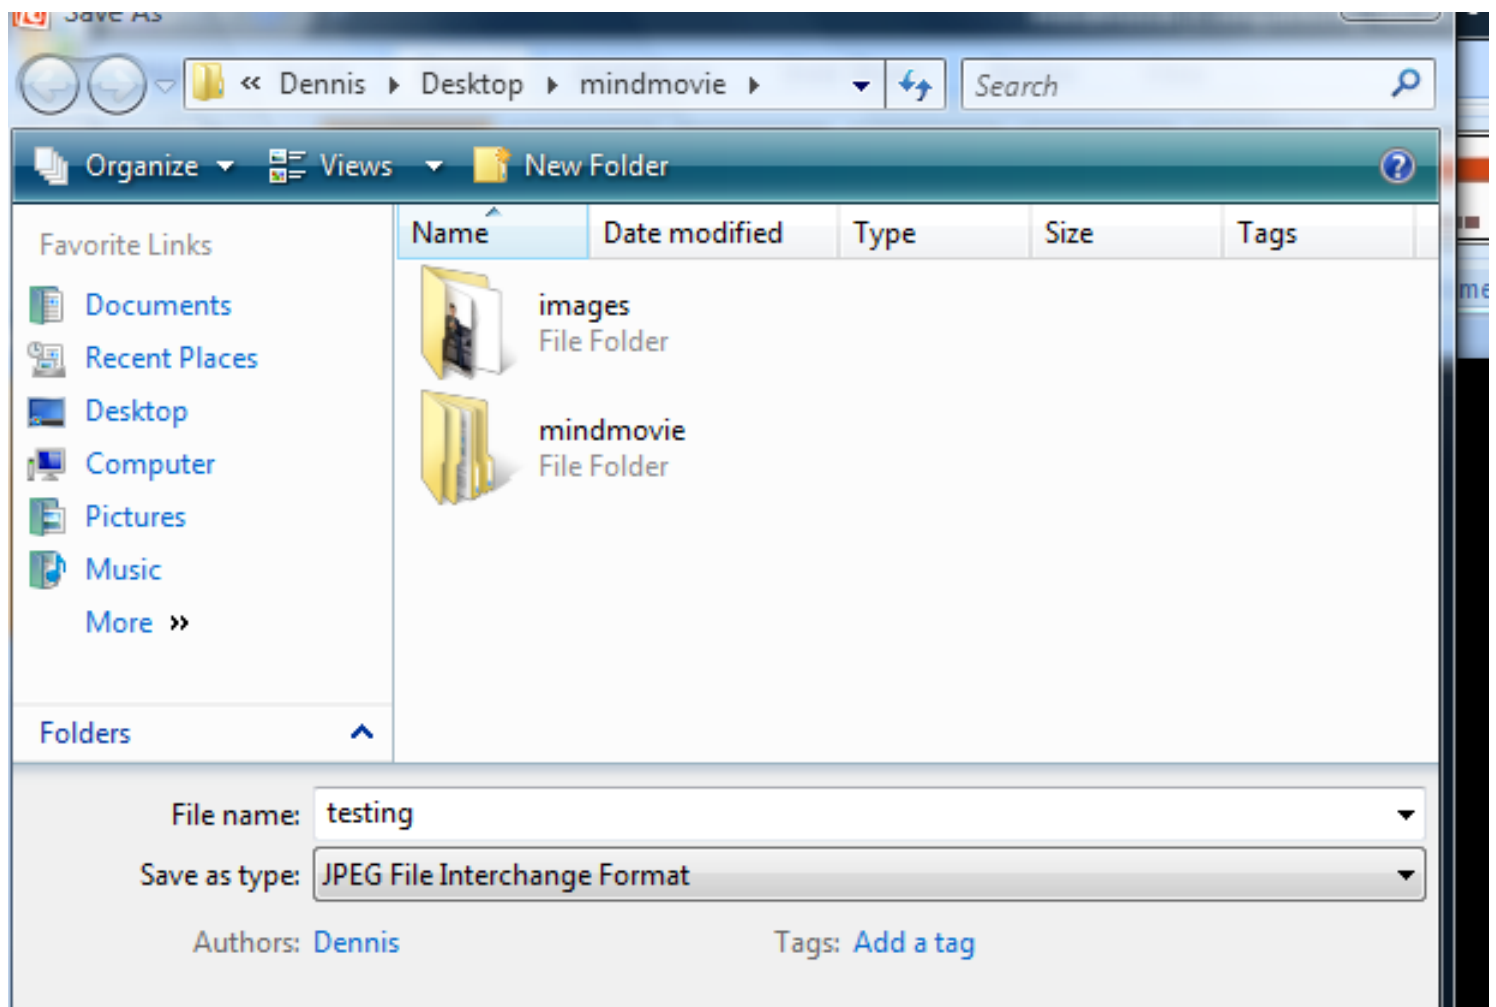 Save As
« Dennis Desktop mindmovie Search
Organize Views New Folder
Favorite Links
Documents
Recent Places
Desktop
Computer
Pictures
Music
More »
Folders
Name Date modified Type Size Tags
images
File Folder
mindmovie
File Folder
File name: testing
Save as type: JPEG File Interchange Format
Authors: Dennis Tags: Add a tag